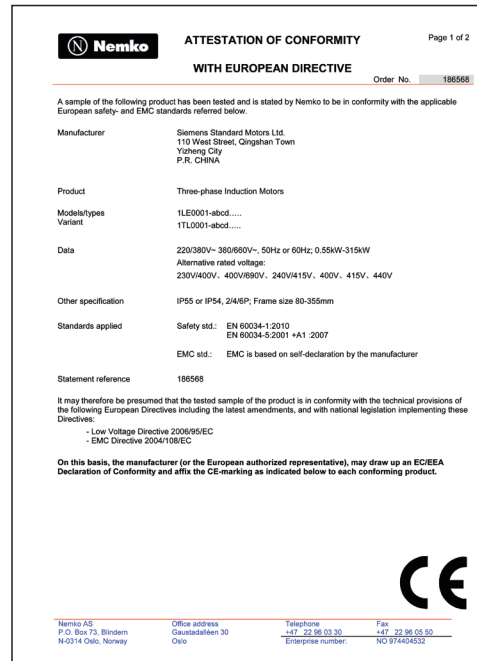 Nemko
ATTESTATION OF CONFORMITY
Page 1 of 2
WITH EUROPEAN DIRECTIVE
Order No. 186568
A sample of the following product has been tested and is stated by Nemko to be in conformity with the applicable
European safety- and EMC standards referred below.
Manufacturer
Siemens Standard Motors Ltd.
110 West Street, Qingshan Town
Yizheng City
P.R. CHINA
Product
Three-phase Induction Motors
Models/types
Variant
1LE0001-abcd.....
1TL0001-abcd.....
Data
220/380V~ 380/660V~, 50Hz or 60Hz; 0.55kW-315kW
Alternative rated voltage:
230V/400V、400V/690V、240V/415V、400V、415V、440V
Other specification
IP55 or IP54, 2/4/6P; Frame size 80-355mm
Standards applied
Safety std.: EN 60034-1:2010
EN 60034-5:2001 +A1 :2007
EMC std.: EMC is based on self-declaration by the manufacturer
Statement reference
186568
It may therefore be presumed that the tested sample of the product is in conformity with the technical provisions of
the following European Directives including the latest amendments, and with national legislation implementing these
Directives:
- Low Voltage Directive 2006/95/EC
- EMC Directive 2004/108/EC
On this basis, the manufacturer (or the European authorized representative), may draw up an EC/EEA
Declaration of Conformity and affix the CE-marking as indicated below to each conforming product.
CE
Nemko AS
P.O. Box 73, Blindern
N-0314 Oslo, Norway
Office address
Gaustadalléen 30
Oslo
Telephone
+47 22 96 03 30
Enterprise number:
Fax
+47 22 96 05 50
NO 974404532